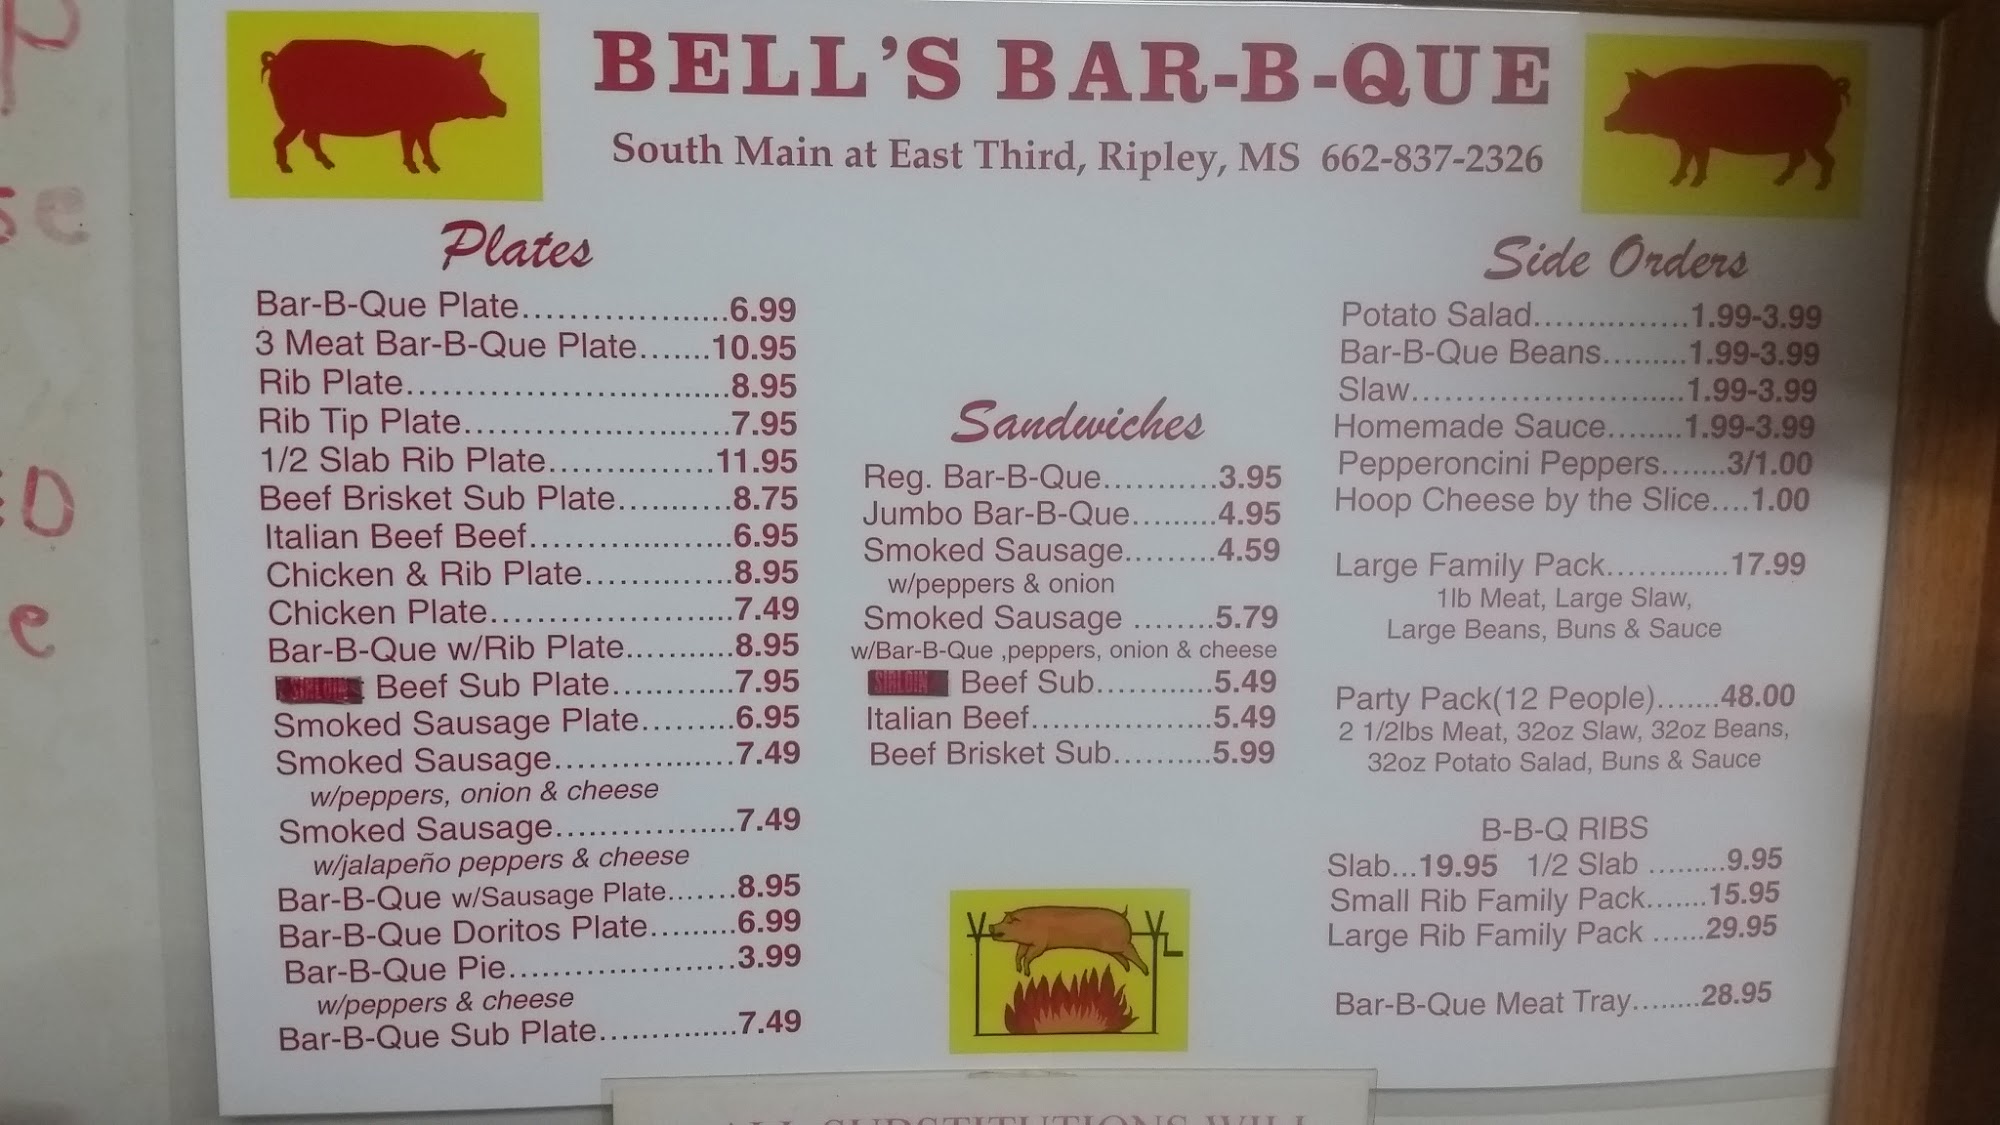 BELL'S BAR-B-QUE
South Main at East Third, Ripley, MS 662-837-2326
Plates
Bar-B-Que Plate.....................6.99
3 Meat Bar-B-Que Plate.......10.95
Rib Plate.................................8.95
Rib Tip Plate...........................7.95
1/2 Slab Rib Plate.................11.95
Beef Brisket Sub Plate............8.75
Italian Beef Beef.....................6.95
Chicken & Rib Plate...............8.95
Chicken Plate.........................7.49
Bar-B-Que w/Rib Plate...........8.95
SIRLOIN Beef Sub Plate............7.95
Smoked Sausage Plate..........6.95
Smoked Sausage..................7.49
w/peppers, onion & cheese
Smoked Sausage..................7.49
w/jalapeño peppers & cheese
Bar-B-Que w/Sausage Plate.......8.95
Bar-B-Que Doritos Plate.........6.99
Bar-B-Que Pie.......................3.99
w/peppers & cheese
Bar-B-Que Sub Plate..............7.49
Sandwiches
Reg. Bar-B-Que...........3.95
Jumbo Bar-B-Que.........4.95
Smoked Sausage.........4.59
w/peppers & onion
Smoked Sausage ........5.79
w/Bar-B-Que ,peppers, onion & cheese
SIRLOIN Beef Sub............5.49
Italian Beef..................5.49
Beef Brisket Sub..........5.99
Side Orders
Potato Salad...............1.99-3.99
Bar-B-Que Beans.........1.99-3.99
Slaw...........................1.99-3.99
Homemade Sauce........1.99-3.99
Pepperoncini Peppers.......3/1.00
Hoop Cheese by the Slice....1.00
Large Family Pack.............17.99
1lb Meat, Large Slaw,
Large Beans, Buns & Sauce
Party Pack(12 People).......48.00
2 1/2lbs Meat, 32oz Slaw, 32oz Beans,
32oz Potato Salad, Buns & Sauce
B-B-Q RIBS
Slab...19.95 1/2 Slab .........9.95
Small Rib Family Pack.......15.95
Large Rib Family Pack ......29.95
Bar-B-Que Meat Tray........28.95
ALL SUBSTITUTIONS WILL